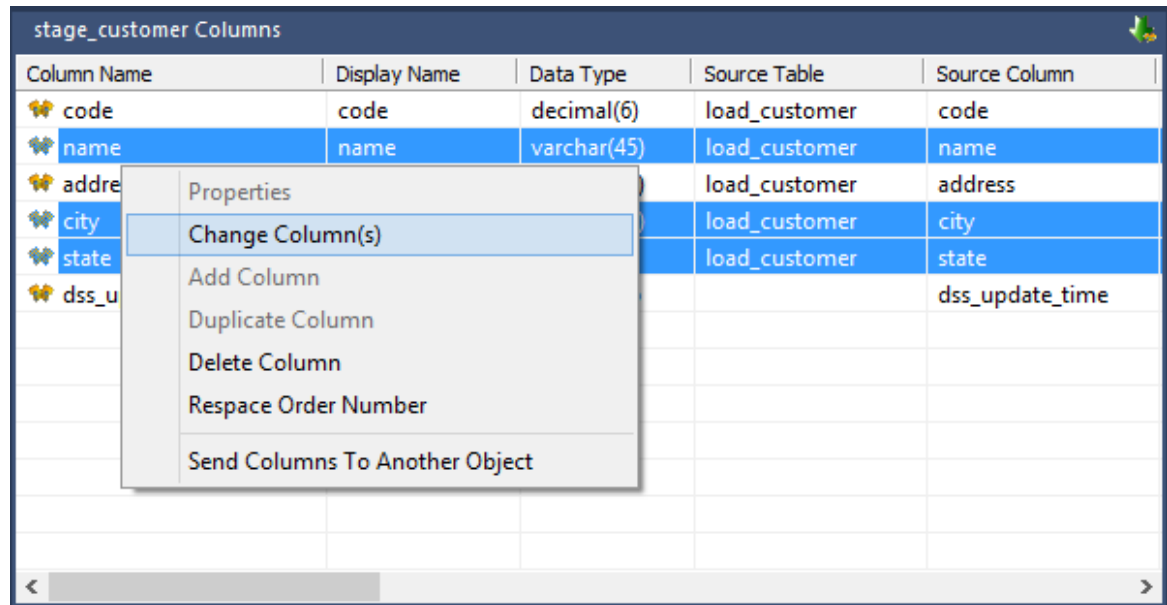 stage_customer Columns
Column Name Display Name Data Type Source Table Source Column
code code decimal(6) load_customer code
name name varchar(45) load_customer name
addre ) load_customer address
Properties
city load_customer city
Change Column(s)
state load_customer state
Add Column
dss_u dss_update_time
Duplicate Column
Delete Column
Respace Order Number
Send Columns To Another Object